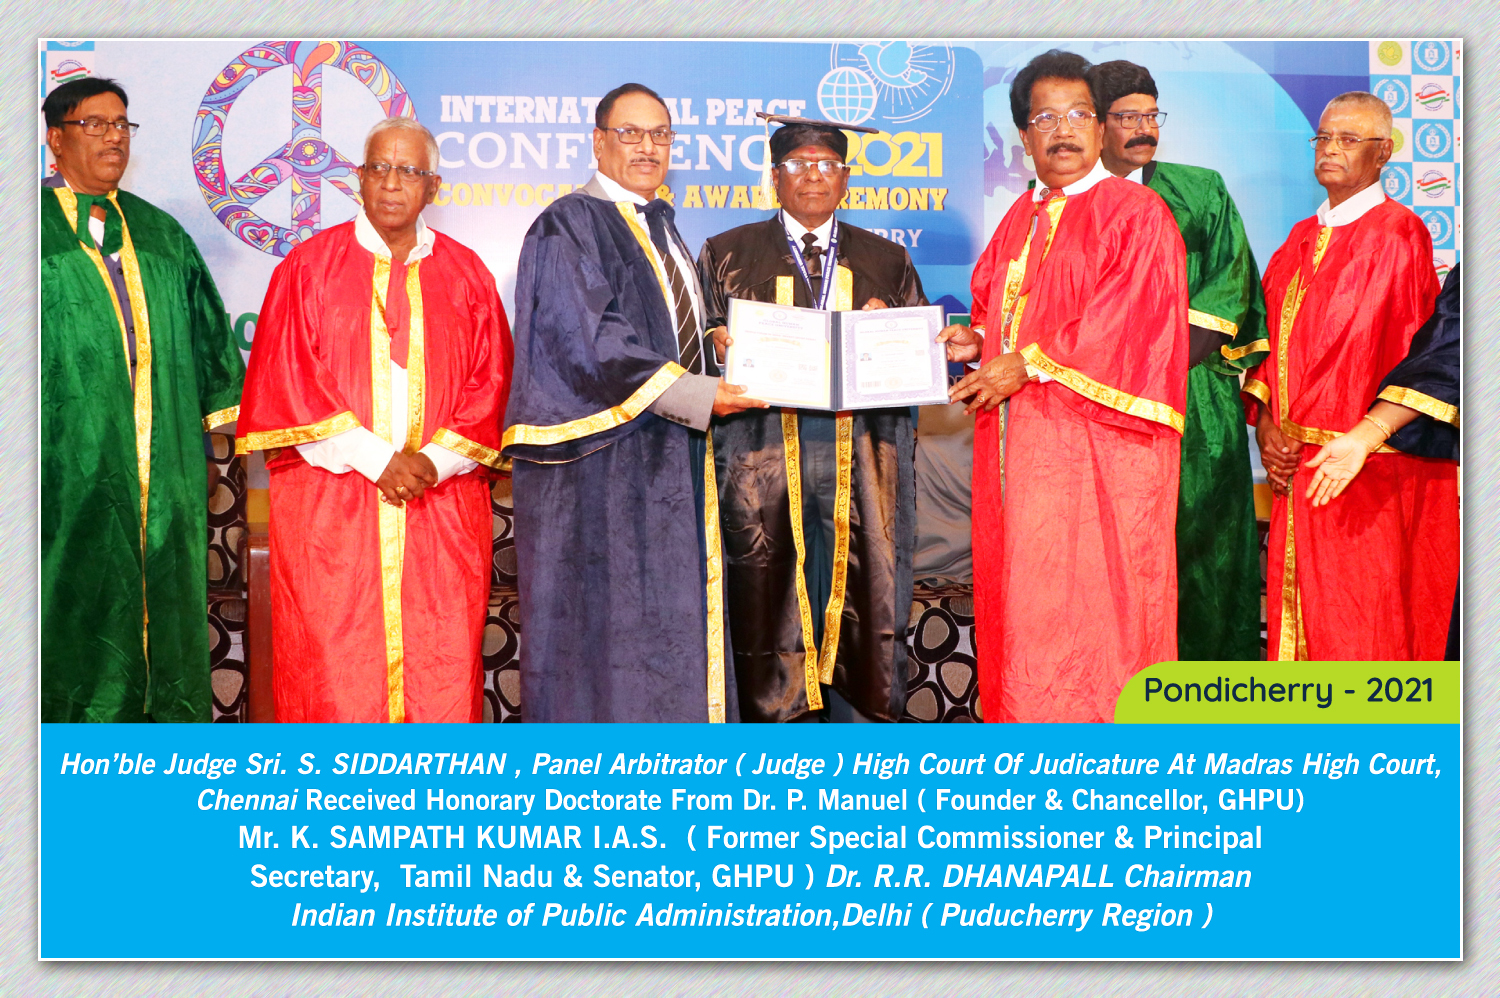 INTERNAT AL PEACE
CONF ENC 2021
CONVOCA & AWA EMONY
RRY
Pondicherry - 2021
Hon'ble Judge Sri. S. SIDDARTHAN , Panel Arbitrator ( Judge ) High Court Of Judicature At Madras High Court,
Chennai Received Honorary Doctorate From Dr. P. Manuel ( Founder & Chancellor, GHPU)
Mr. K. SAMPATH KUMAR I.A.S. ( Former Special Commissioner & Principal
Secretary, Tamil Nadu & Senator, GHPU ) Dr. R.R. DHANAPALL Chairman
Indian Institute of Public Administration,Delhi ( Puducherry Region )